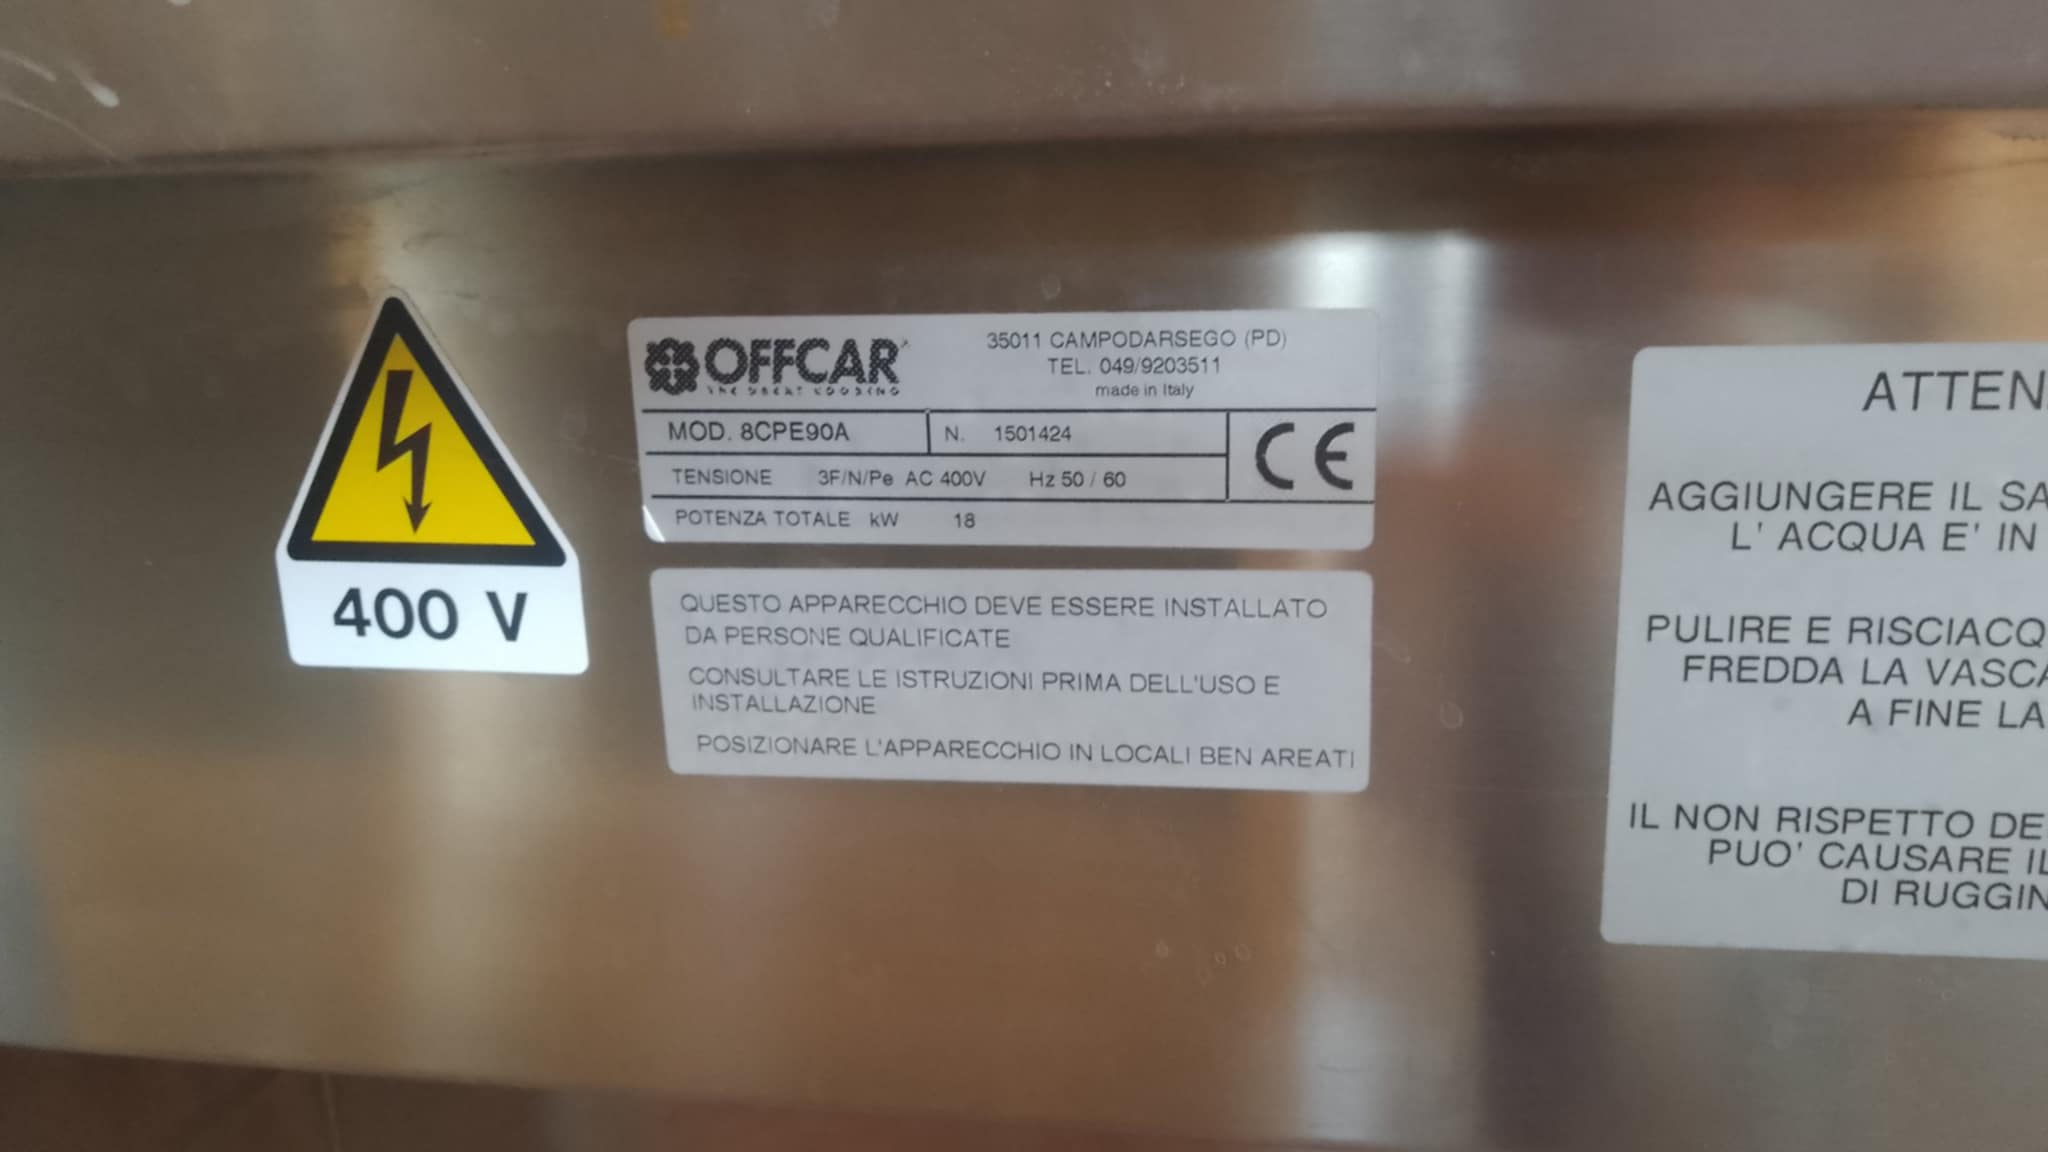 400 V
OFFCAR
THE GREAT COOKING
35011 CAMPODARSEGO (PD)
TEL. 049/9203511
made in Italy
MOD. 8CPE90A
N. 1501424
CE
TENSIONE 3F/N/Pe AC 400V Hz 50 / 60
POTENZA TOTALE kW 18
QUESTO APPARECCHIO DEVE ESSERE INSTALLATO
DA PERSONE QUALIFICATE
CONSULTARE LE ISTRUZIONI PRIMA DELL'USO E
INSTALLAZIONE
POSIZIONARE L'APPARECCHIO IN LOCALI BEN AREATI
ATTEN
AGGIUNGERE IL SA
L' ACQUA E' IN
PULIRE E RISCIACQ
FREDDA LA VASCA
A FINE LA
IL NON RISPETTO DE
PUO' CAUSARE IL
DI RUGGIN